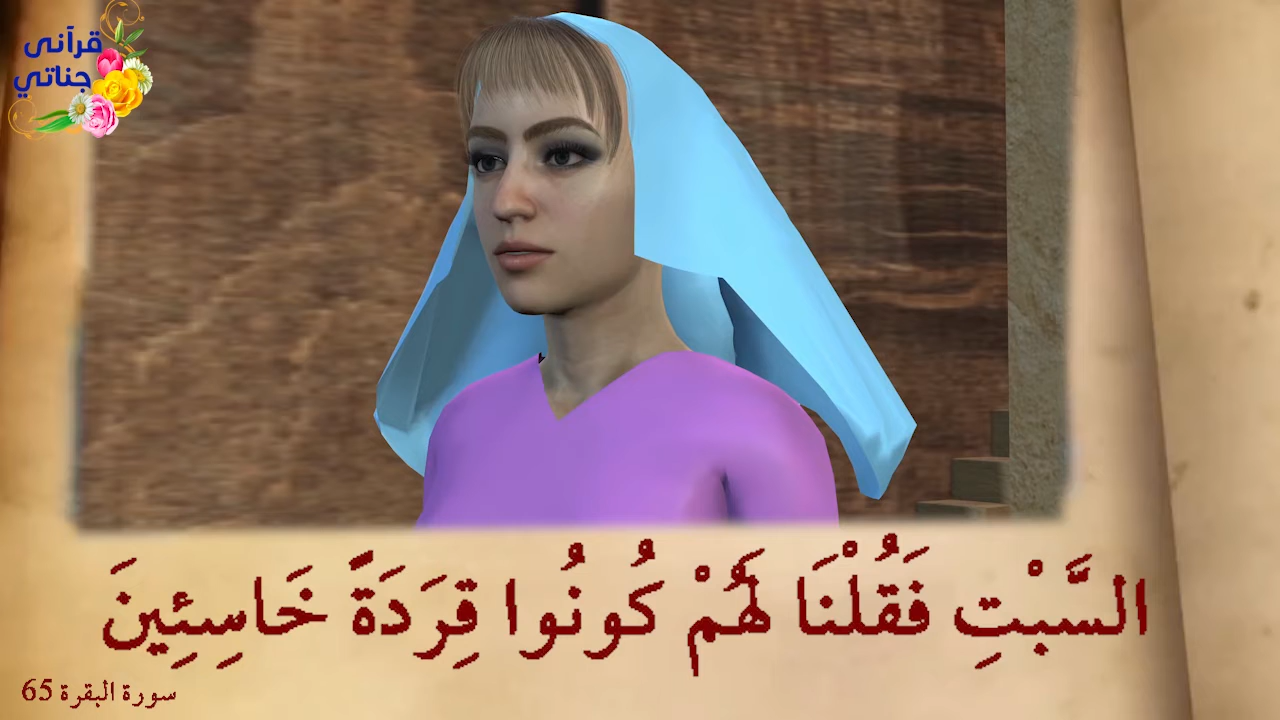 قرآنى
جناتي
السَّبْتِ فَقُلْنَا لَهُمْ كُونُوا قِرَدَةً خَاسِئِينَ
سورة البقرة 65